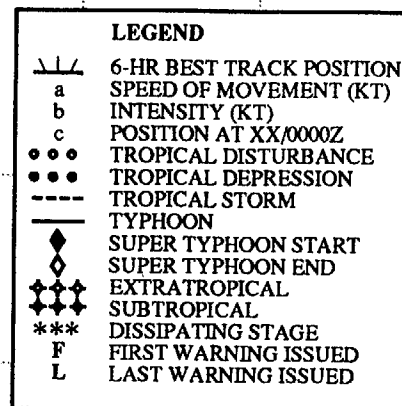 LEGEND
6-HR BEST TRACK POSITION
a SPEED OF MOVEMENT (KT)
b INTENSITY (KT)
c POSITION AT XX/0000Z
TROPICAL DISTURBANCE
TROPICAL DEPRESSION
TROPICAL STORM
TYPHOON
SUPER TYPHOON START
SUPER TYPHOON END
EXTRATROPICAL
SUBTROPICAL
*** DISSIPATING STAGE
F FIRST WARNING ISSUED
L LAST WARNING ISSUED